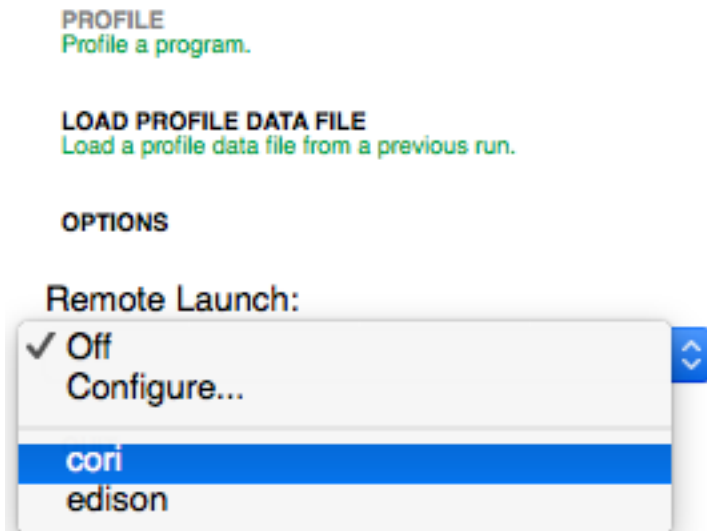 PROFILE
Profile a program.
LOAD PROFILE DATA FILE
Load a profile data file from a previous run.
OPTIONS
Remote Launch:
✓ Off
Configure...
cori
edison